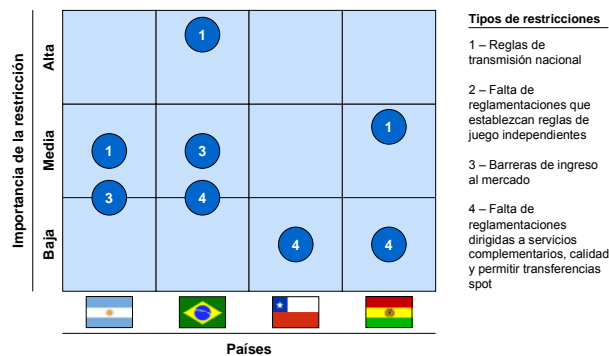 Importancia de la restricción
Alta
Media
Baja
1
1
3
1
3
4
4
4
Países
Tipos de restricciones
1 – Reglas de
transmisión nacional
2 – Falta de
reglamentaciones que
establezcan reglas de
juego independientes
3 – Barreras de ingreso
al mercado
4 – Falta de
reglamentaciones
dirigidas a servicios
complementarios, calidad
y permitir transferencias
spot